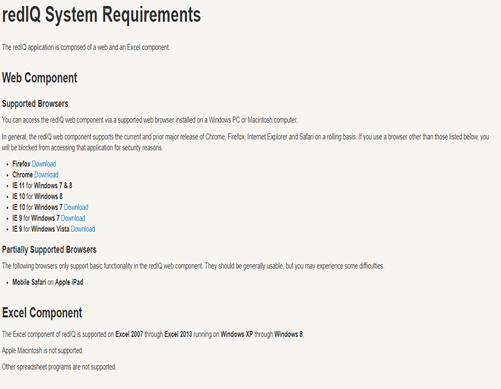 redIQ System Requirements
The redIQ application is comprised of a web and an Excel component.
Web Component
Supported Browsers
You can access the redIQ web component via a supported web browser installed on a Windows PC or Macintosh computer.
In general, the redIQ web component supports the current and prior major release of Chrome, Firefox, Internet Explorer and Safari on a rolling basis. If you use a browser other than those listed below, you
will be blocked from accessing that application for security reasons.
• Firefox Download
• Chrome Download
• IE 11 for Windows 7 & 8
• IE 10 for Windows 8
• IE 10 for Windows 7 Download
• IE 9 for Windows 7 Download
• IE 9 for Windows Vista Download
Partially Supported Browsers
The following browsers only support basic functionality in the redIQ web component. They should be generally usable, but you may experience some difficulties.
• Mobile Safari on Apple iPad
Excel Component
The Excel component of redIQ is supported on Excel 2007 through Excel 2013 running on Windows XP through Windows 8.
Apple Macintosh is not supported.
Other spreadsheet programs are not supported.